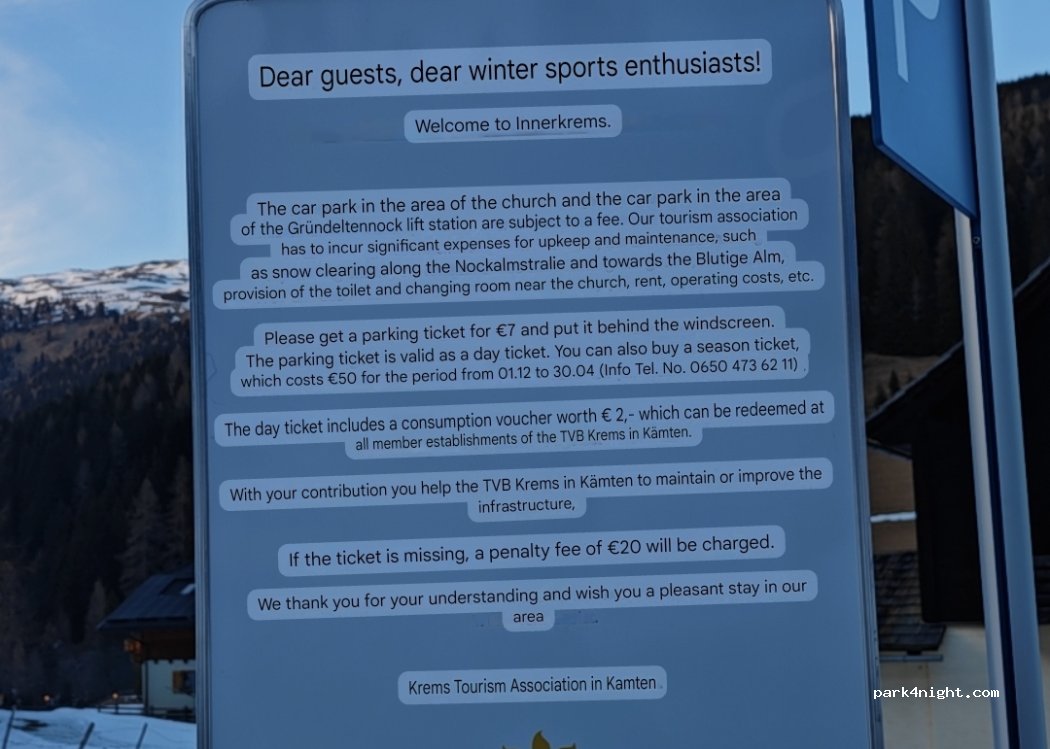 Dear guests, dear winter sports enthusiasts!
Welcome to Innerkrems.
The car park in the area of the church and the car park in the area
of the Gründeltennock lift station are subject to a fee. Our tourism association
has to incur significant expenses for upkeep and maintenance, such
as snow clearing along the Nockalmstralie and towards the Blutige Alm,
provision of the toilet and changing room near the church, rent, operating costs, etc.
Please get a parking ticket for €7 and put it behind the windscreen.
The parking ticket is valid as a day ticket. You can also buy a season ticket,
which costs €50 for the period from 01.12 to 30.04 (Info Tel. No. 0650 473 62 11) .
The day ticket includes a consumption voucher worth € 2,- which can be redeemed at
all member establishments of the TVB Krems in Kämten.
With your contribution you help the TVB Krems in Kämten to maintain or improve the
infrastructure,
If the ticket is missing, a penalty fee of €20 will be charged.
We thank you for your understanding and wish you a pleasant stay in our
area
Krems Tourism Association in Kamten
park4night.com